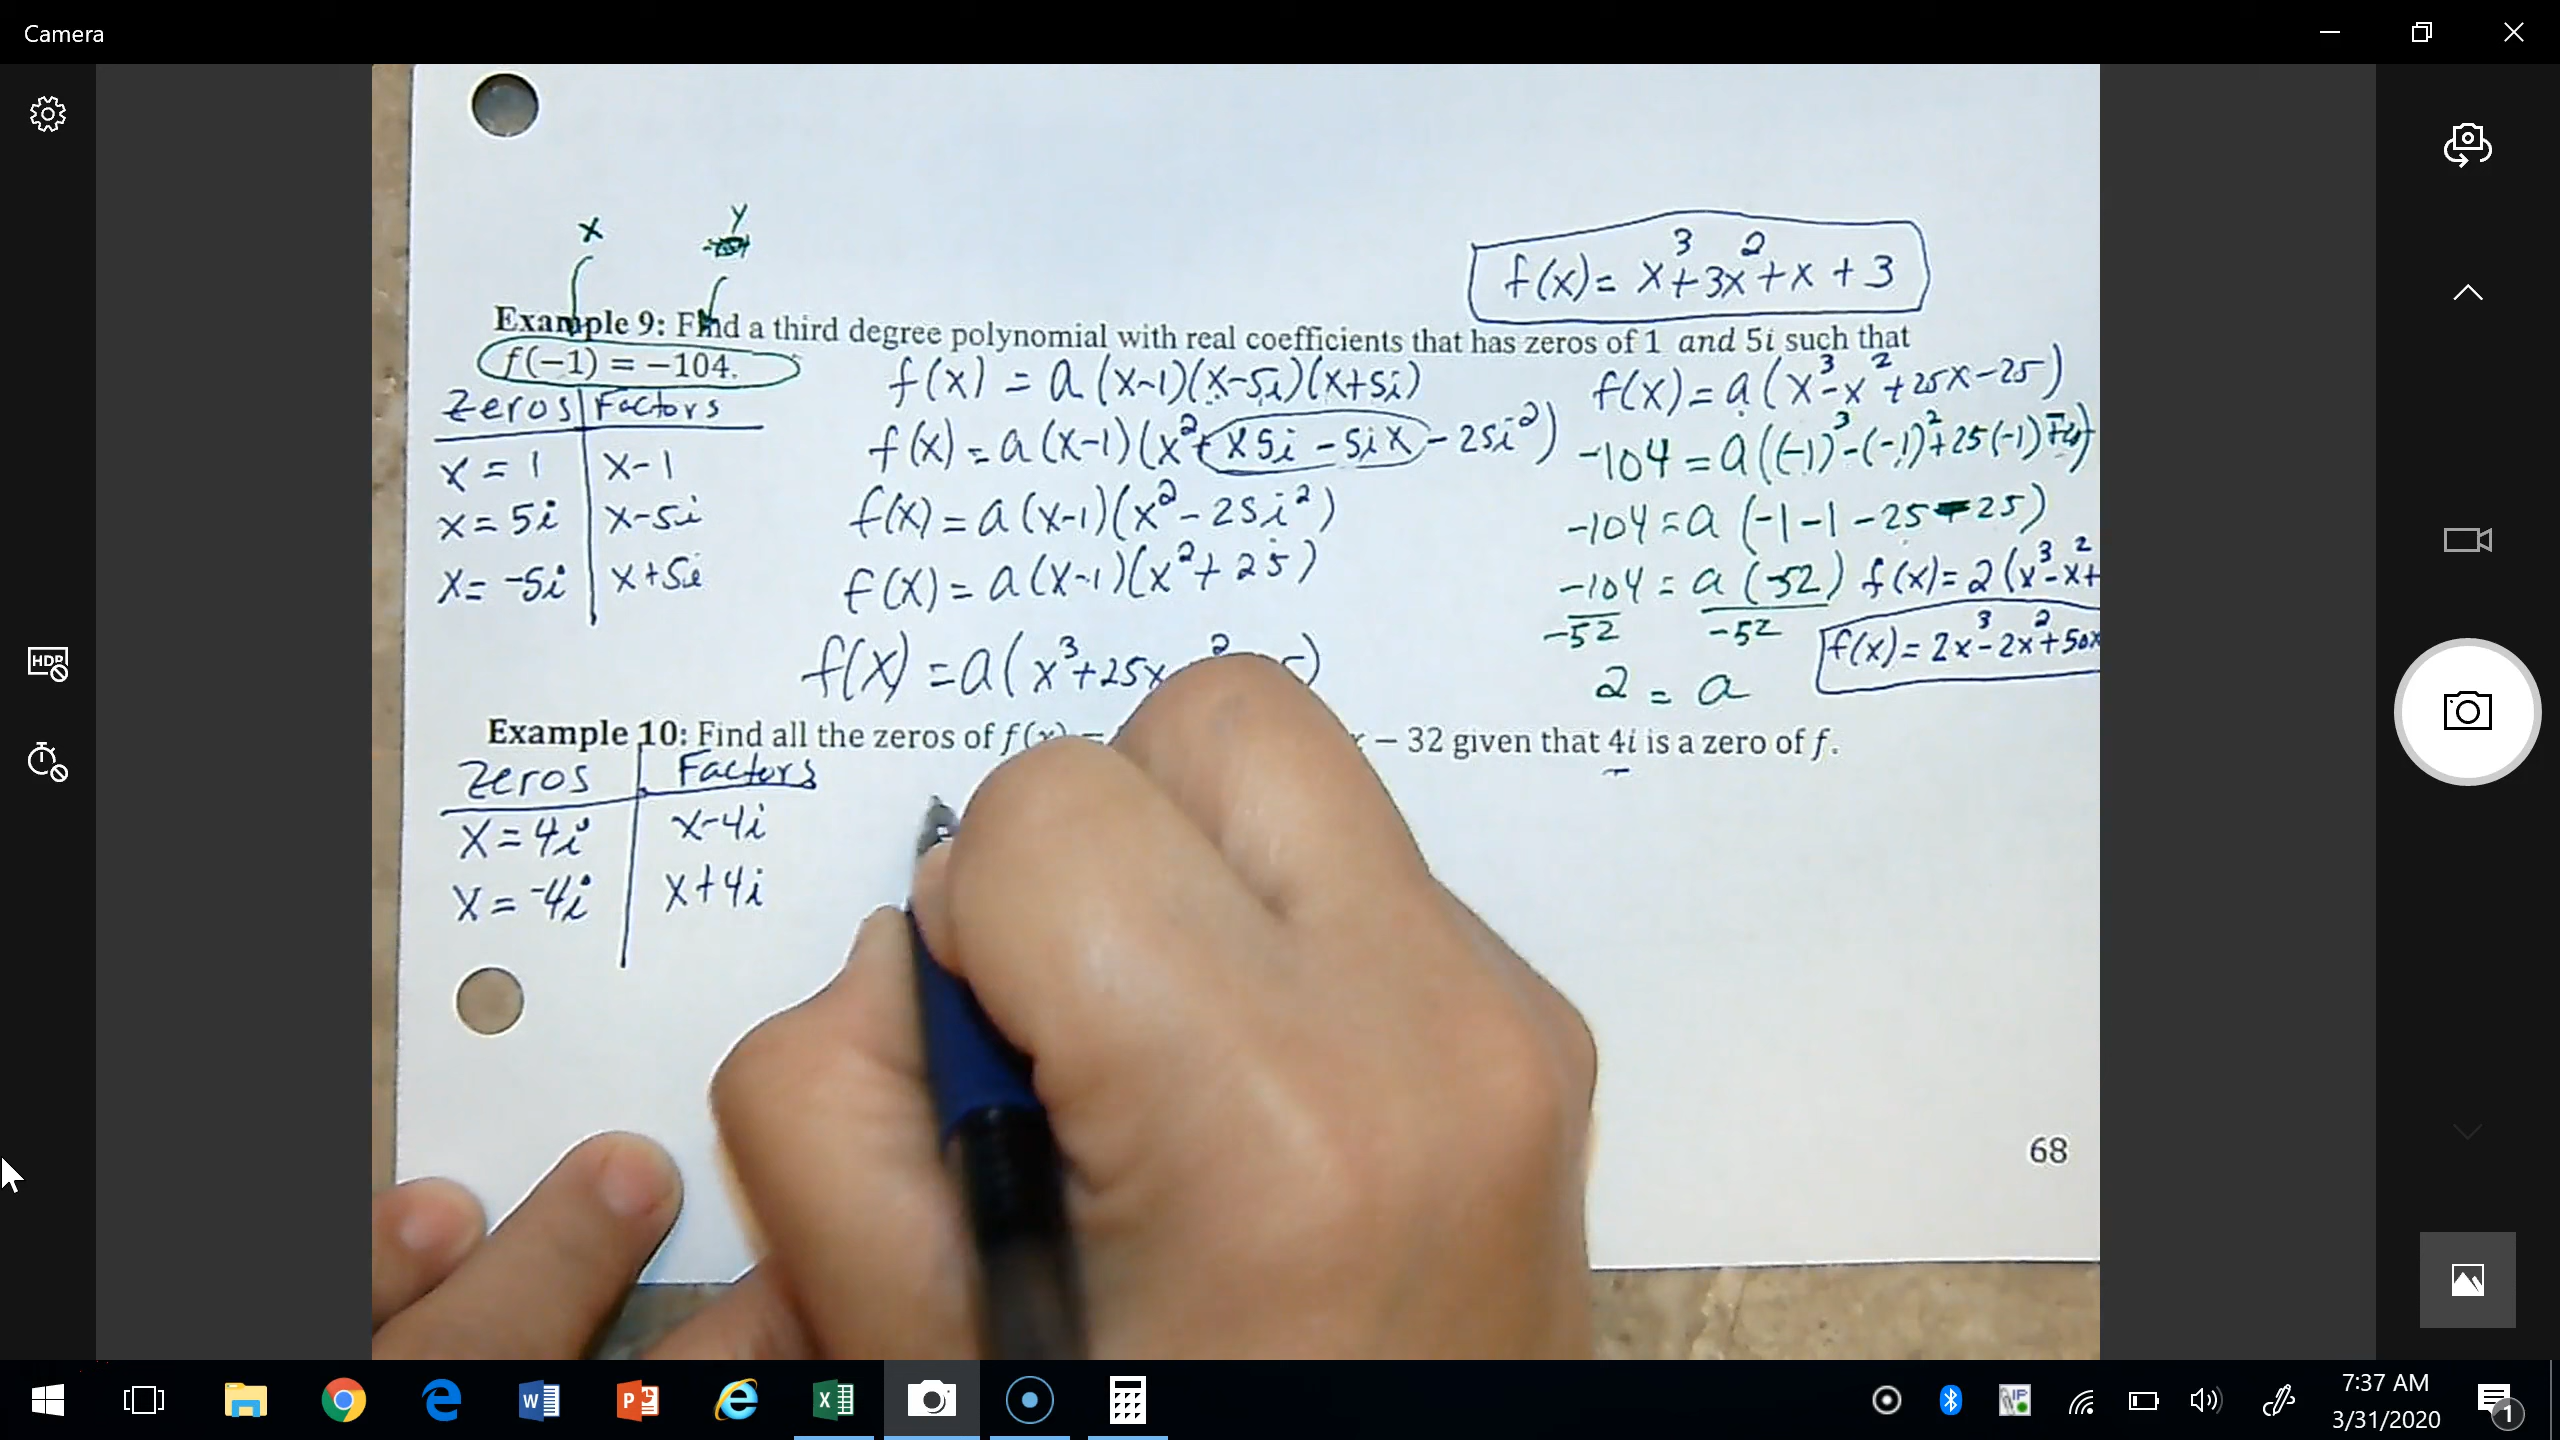 Camera
x y
f(x) = x³ + 3x² + x + 3
Example 9: Find a third degree polynomial with real coefficients that has zeros of 1 and 5i such that
f(−1) = −104.
Zeros | Factors
x = 1 | x-1
x = 5i | x-5i
x = -5i | x+5i
f(x) = a(x-1)(x-5i)(x+5i)
f(x) = a(x-1)(x² + x5i - 5ix - 25i²)
f(x) = a(x-1)(x² - 25i²)
f(x) = a(x-1)(x² + 25)
f(x) = a(x³ + 25x
f(x) = a(x³ - x² + 25x - 25)
-104 = a((-1)³ - (-1)² + 25(-1)
-104 = a(-1 - 1 - 25 - 25)
-104 = a(-52)
-52 -52
2 = a
f(x) = 2(x³ - x² +
f(x) = 2x³ - 2x² + 50x
Example 10: Find all the zeros of f(x) − 32 given that 4i is a zero of f.
Zeros | Factors
x = 4i | x-4i
x = -4i | x+4i
68
HDR
7:37 AM
3/31/2020
1